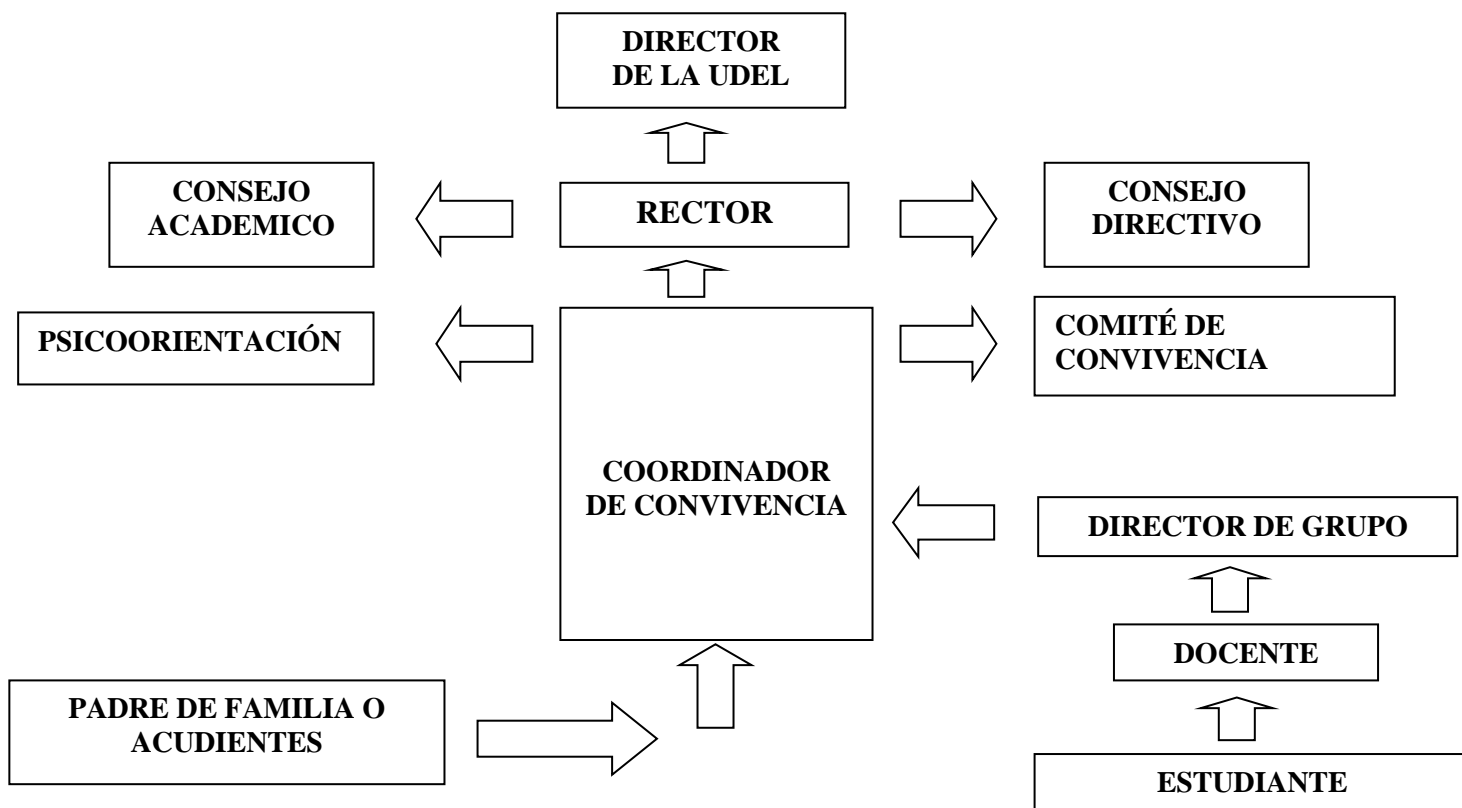 DIRECTOR
DE LA UDEL
CONSEJO
ACADEMICO
RECTOR
CONSEJO
DIRECTIVO
PSICOORIENTACIÓN
COMITÉ DE
CONVIVENCIA
COORDINADOR
DE CONVIVENCIA
DIRECTOR DE GRUPO
DOCENTE
PADRE DE FAMILIA O
ACUDIENTES
ESTUDIANTE